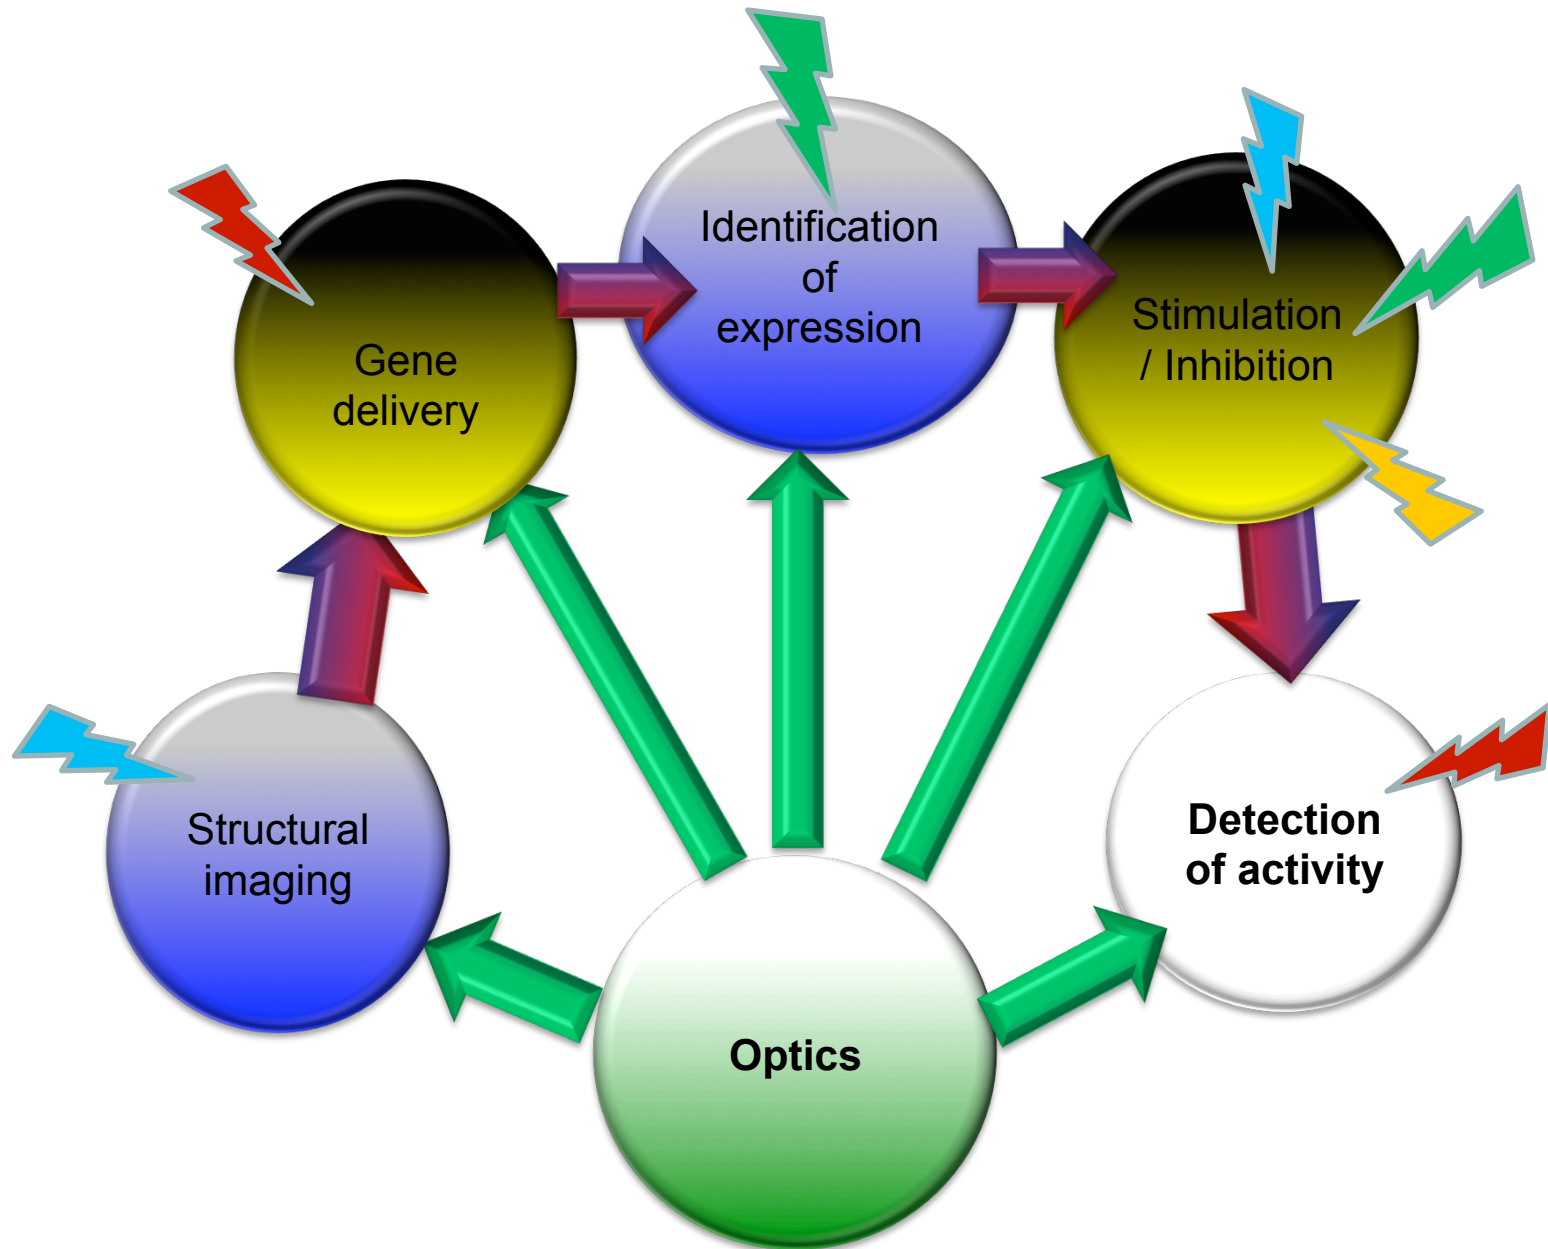 Identification
of
expression
Stimulation
/ Inhibition
Gene
delivery
Structural
imaging
Detection
of activity
Optics